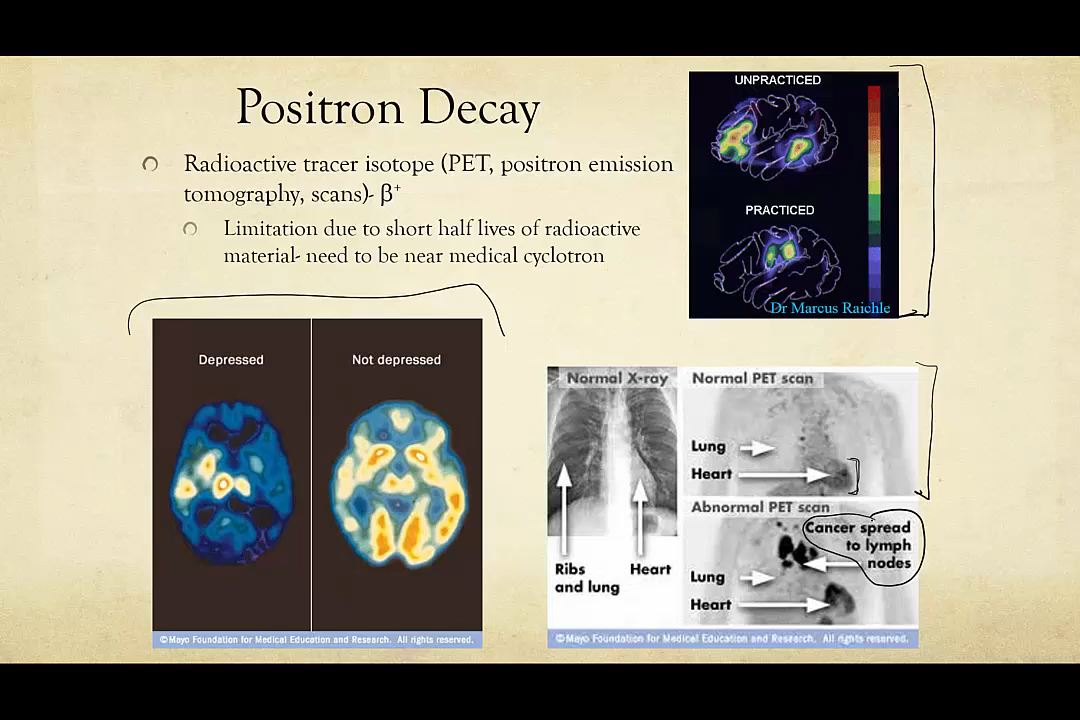 Positron Decay
Radioactive tracer isotope (PET, positron emission
tomography, scans)- β⁺
Limitation due to short half lives of radioactive
material- need to be near medical cyclotron
UNPRACTICED
PRACTICED
Dr Marcus Raichle
Depressed
Not depressed
©Mayo Foundation for Medical Education and Research. All rights reserved.
Normal X-ray
Ribs
and lung
Heart
Normal PET scan
Lung
Heart
Abnormal PET scan
Cancer spread
to lymph
nodes
Lung
Heart
©Mayo Foundation for Medical Education and Research. All rights reserved.